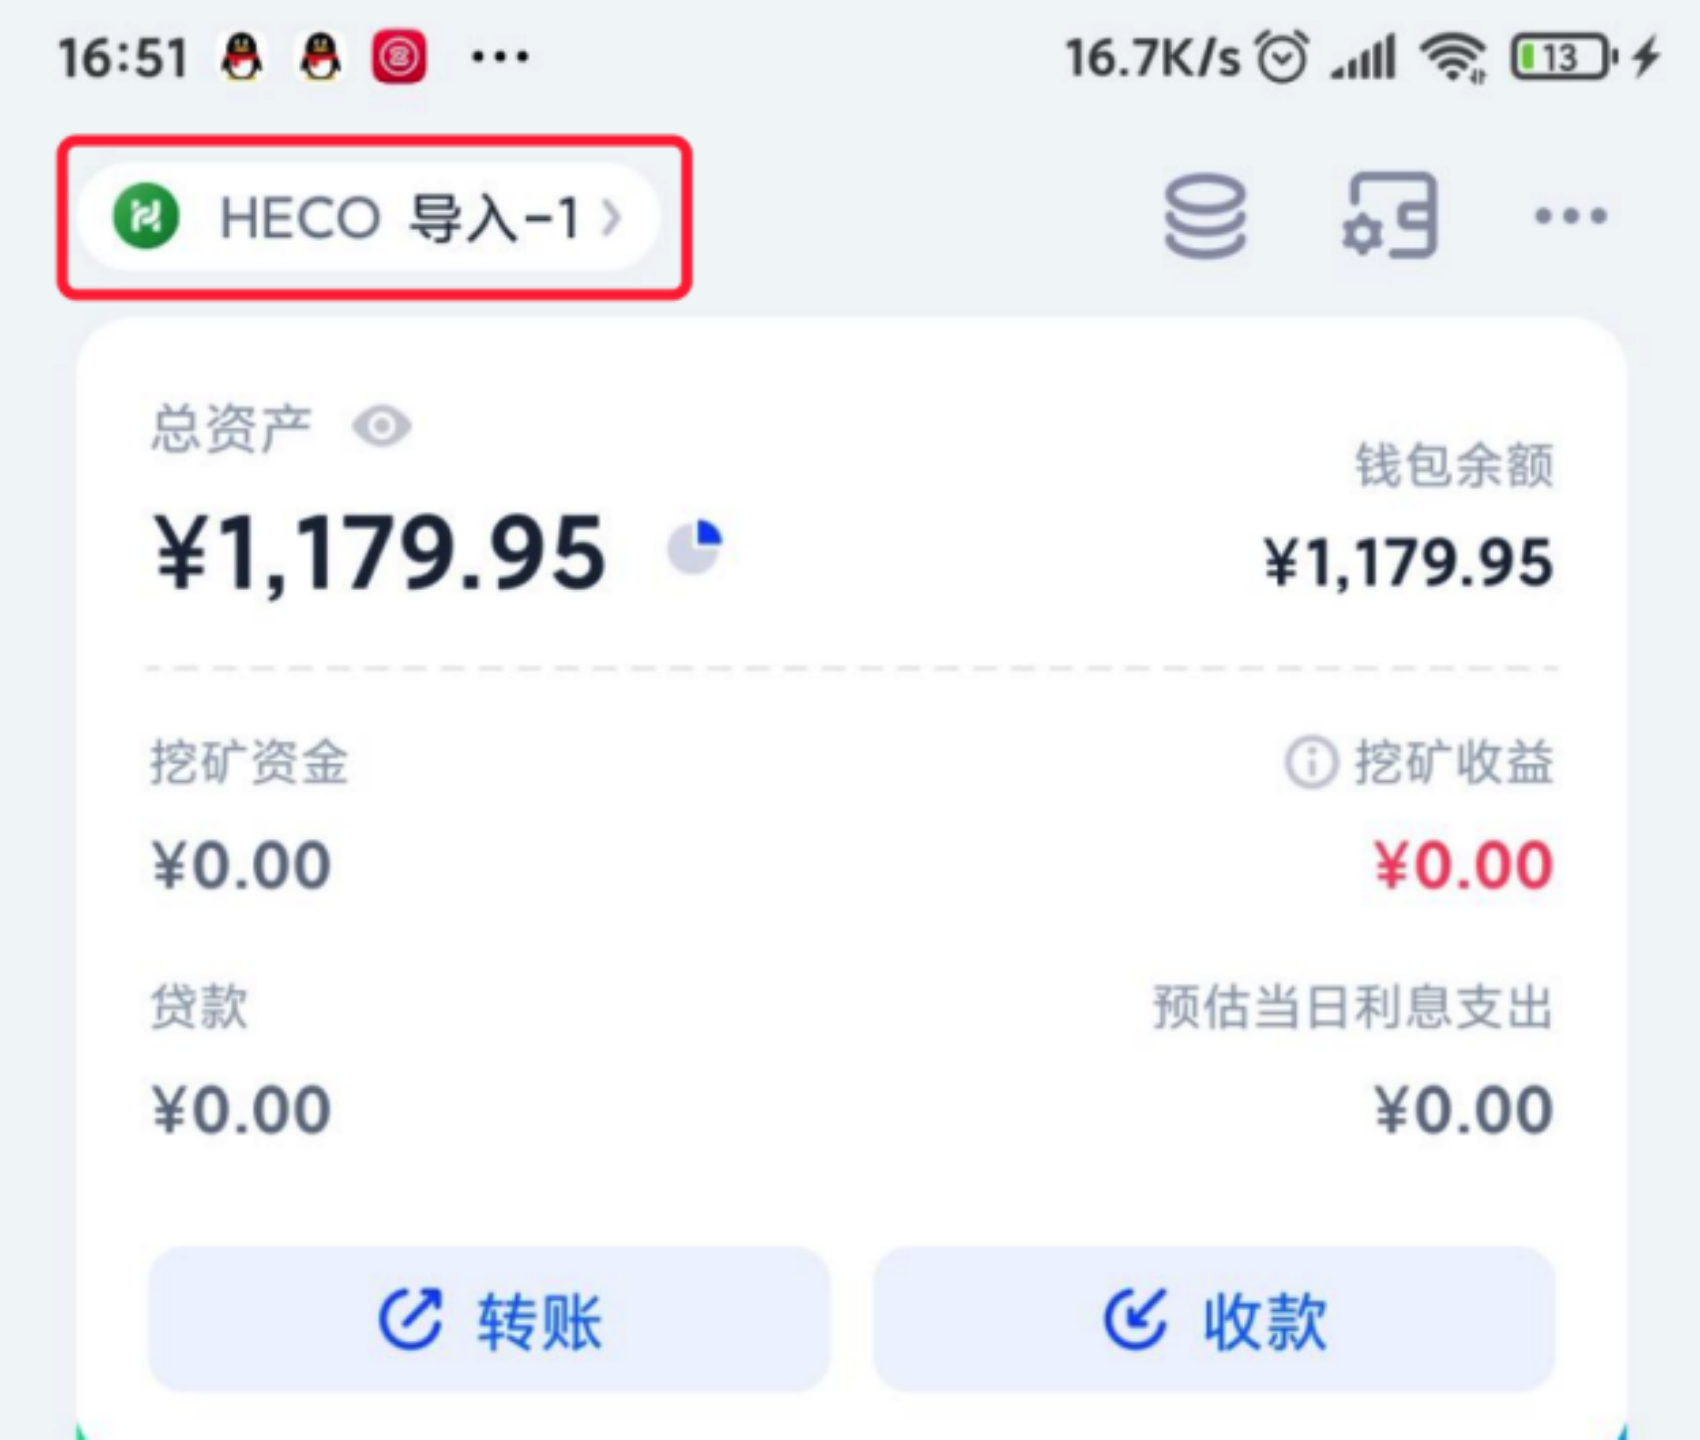 16:51 ... 16.7K/s 13
HECO 导入-1 >
总资产
钱包余额
¥1,179.95
¥1,179.95
挖矿资金
挖矿收益
¥0.00
¥0.00
贷款
预估当日利息支出
¥0.00
¥0.00
转账
收款